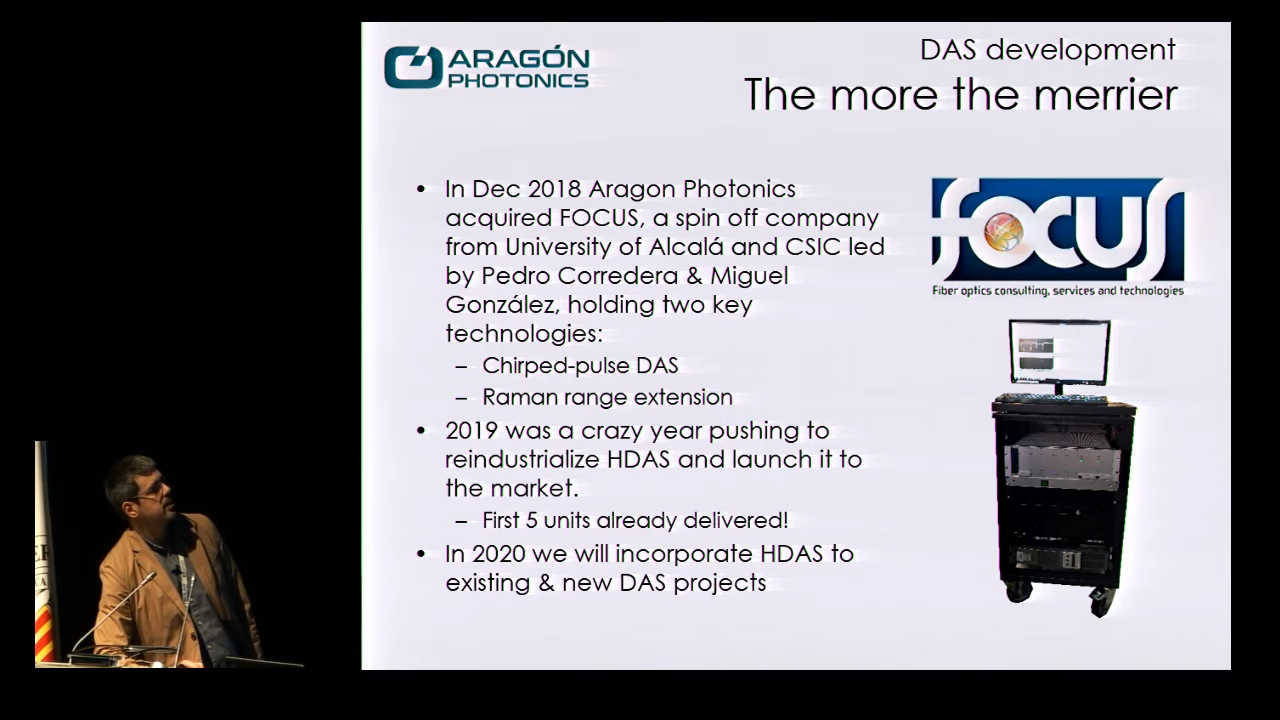 ARAGÓN
PHOTONICS
DAS development
The more the merrier
• In Dec 2018 Aragon Photonics
acquired FOCUS, a spin off company
from University of Alcalá and CSIC led
by Pedro Corredera & Miguel
González, holding two key
technologies:
– Chirped-pulse DAS
– Raman range extension
• 2019 was a crazy year pushing to
reindustrialize HDAS and launch it to
the market.
– First 5 units already delivered!
• In 2020 we will incorporate HDAS to
existing & new DAS projects
FOCUS
Fiber optics consulting, services and technologies